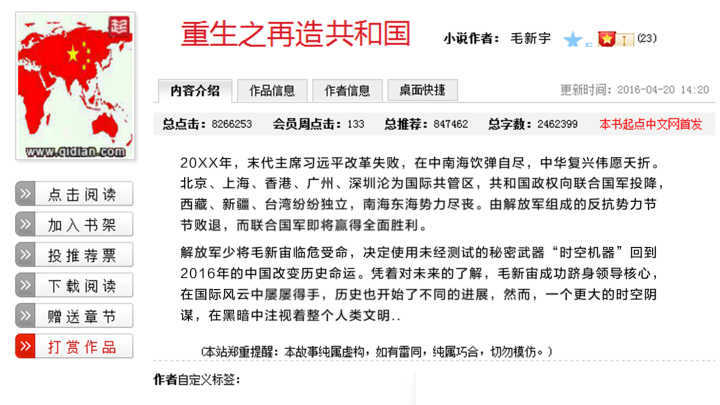 起
重生之再造共和国
小说作者： 毛新宇
(23)
www.qidian.com
内容介绍 作品信息 作者信息 桌面快捷
更新时间：2016-04-20 14:20
总点击：8266253 会员周点击：133 总推荐：847462 总字数：2462399 本书起点中文网首发
20XX年，末代主席习远平改革失败，在中南海饮弹自尽，中华复兴伟愿夭折。
北京、上海、香港、广州、深圳沦为国际共管区，共和国政权向联合国军投降，
西藏、新疆、台湾纷纷独立，南海东海势力尽丧。由解放军组成的反抗势力节
节败退，而联合国军即将赢得全面胜利。
解放军少将毛新宙临危受命，决定使用未经测试的秘密武器“时空机器”回到
2016年的中国改变历史命运。凭着对未来的了解，毛新宙成功跻身领导核心，
在国际风云中屡屡得手，历史也开始了不同的进展，然而，一个更大的时空阴
谋，在黑暗中注视着整个人类文明..
（本站郑重提醒：本故事纯属虚构，如有雷同，纯属巧合，切勿模仿。）
作者自定义标签：
点击阅读
加入书架
投推荐票
下载阅读
赠送章节
打赏作品